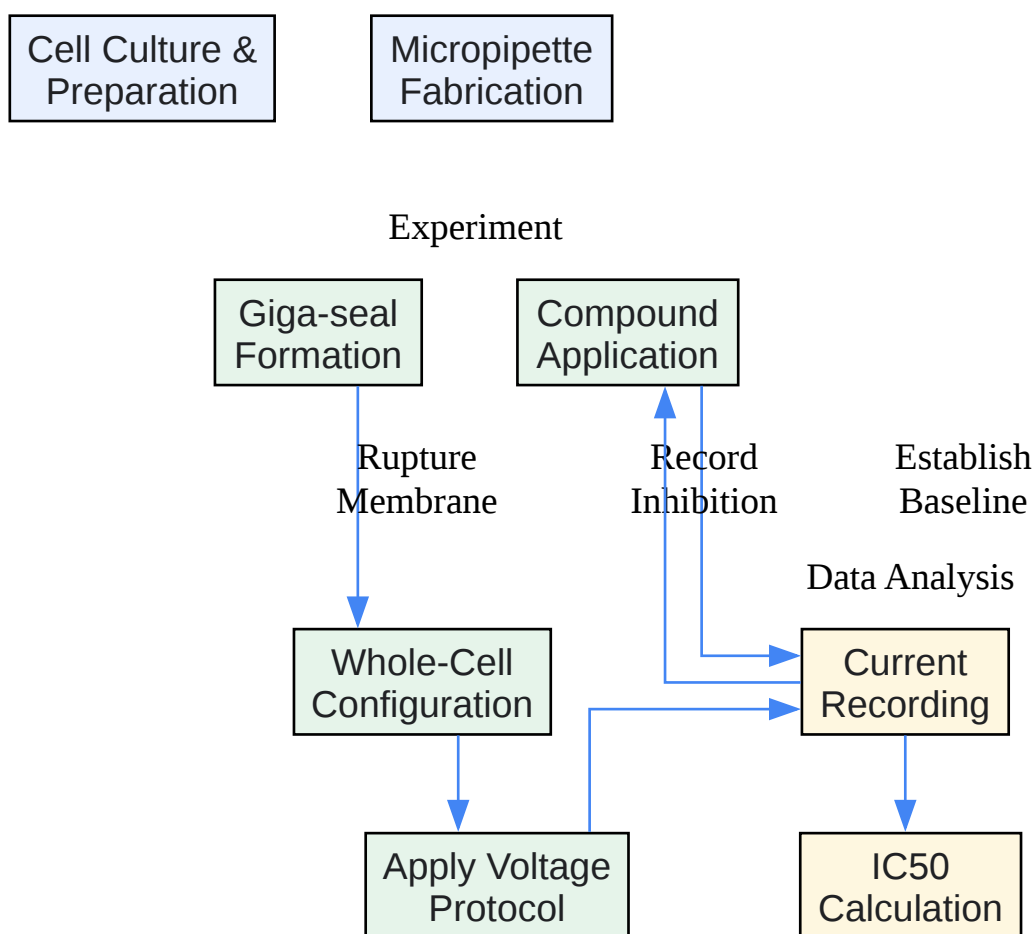 Cell Culture &
Preparation
Micropipette
Fabrication
Experiment
Giga-seal
Formation
Compound
Application
Rupture
Membrane
Record
Inhibition
Establish
Baseline
Data Analysis
Whole-Cell
Configuration
Current
Recording
Apply Voltage
Protocol
IC50
Calculation